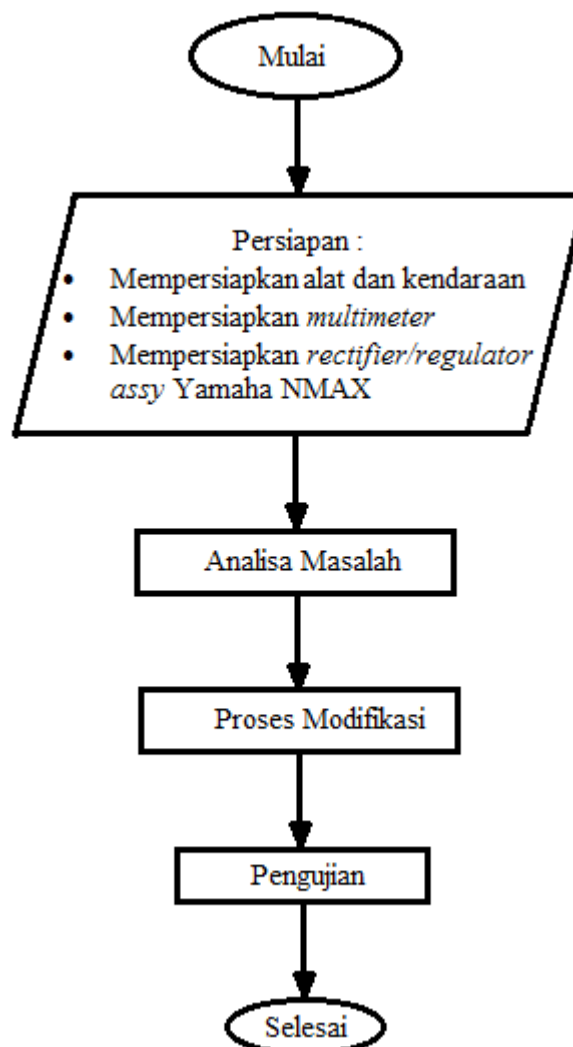 Mulai
Persiapan :
• Mempersiapkan alat dan kendaraan
• Mempersiapkan multimeter
• Mempersiapkan rectifier/regulator
assy Yamaha NMAX
Analisa Masalah
Proses Modifikasi
Pengujian
Selesai